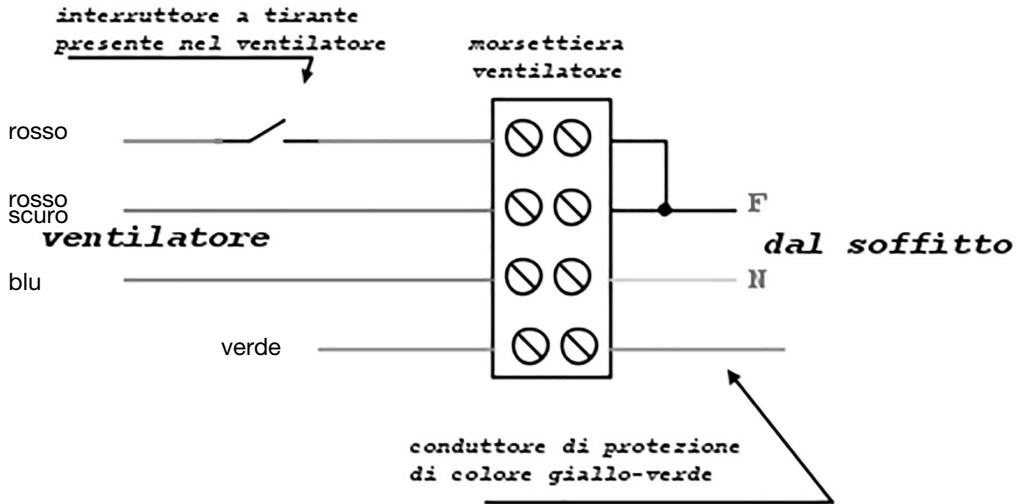 interruttore a tirante
presente nel ventilatore
morsettiera
ventilatore
rosso
rosso
scuro
F
ventilatore
dal soffitto
blu
N
verde
conduttore di protezione
di colore giallo-verde